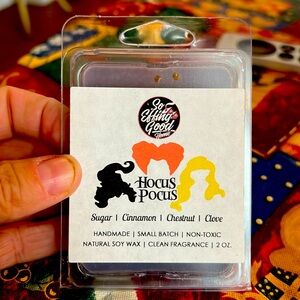 So
Effing
Good
HOCUS
POCUS
Sugar | Cinnamon | Chestnut | Clove
HANDMADE | SMALL BATCH | NON-TOXIC
NATURAL SOY WAX | CLEAN FRAGRANCE | 2 OZ.